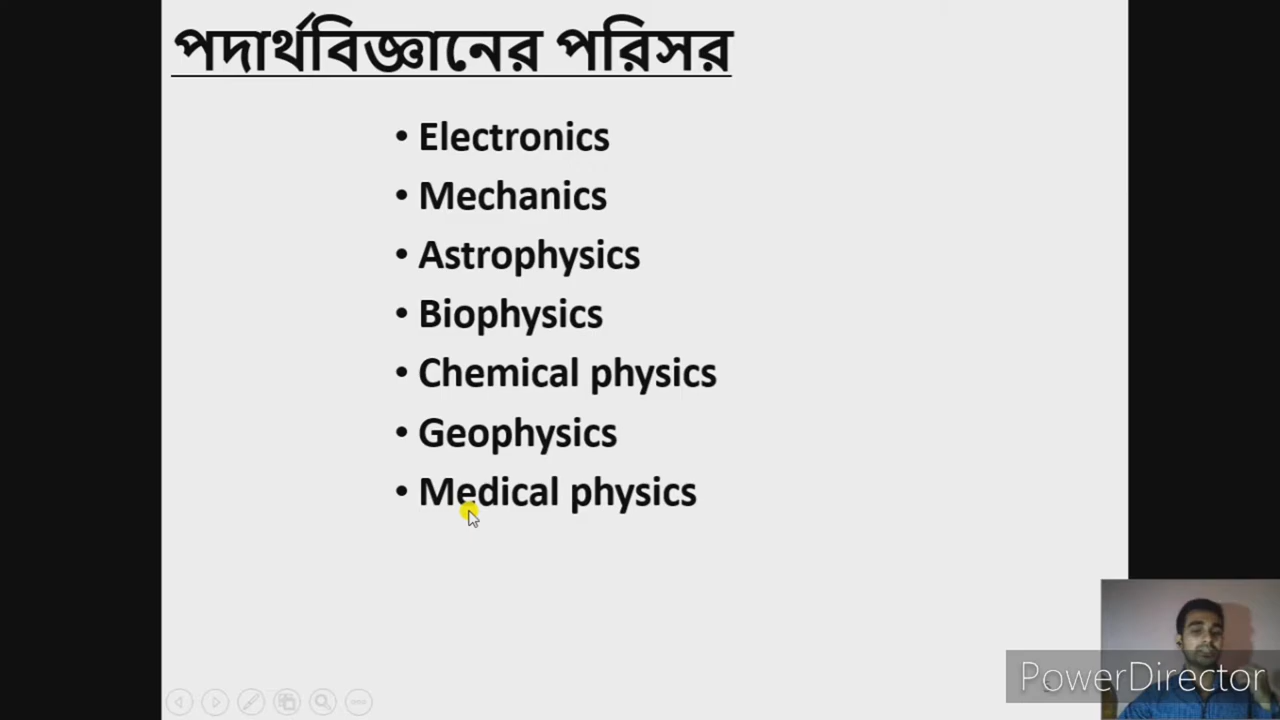 পদার্থবিজ্ঞানের পরিসর
• Electronics
• Mechanics
• Astrophysics
• Biophysics
• Chemical physics
• Geophysics
• Medical physics
PowerDirector